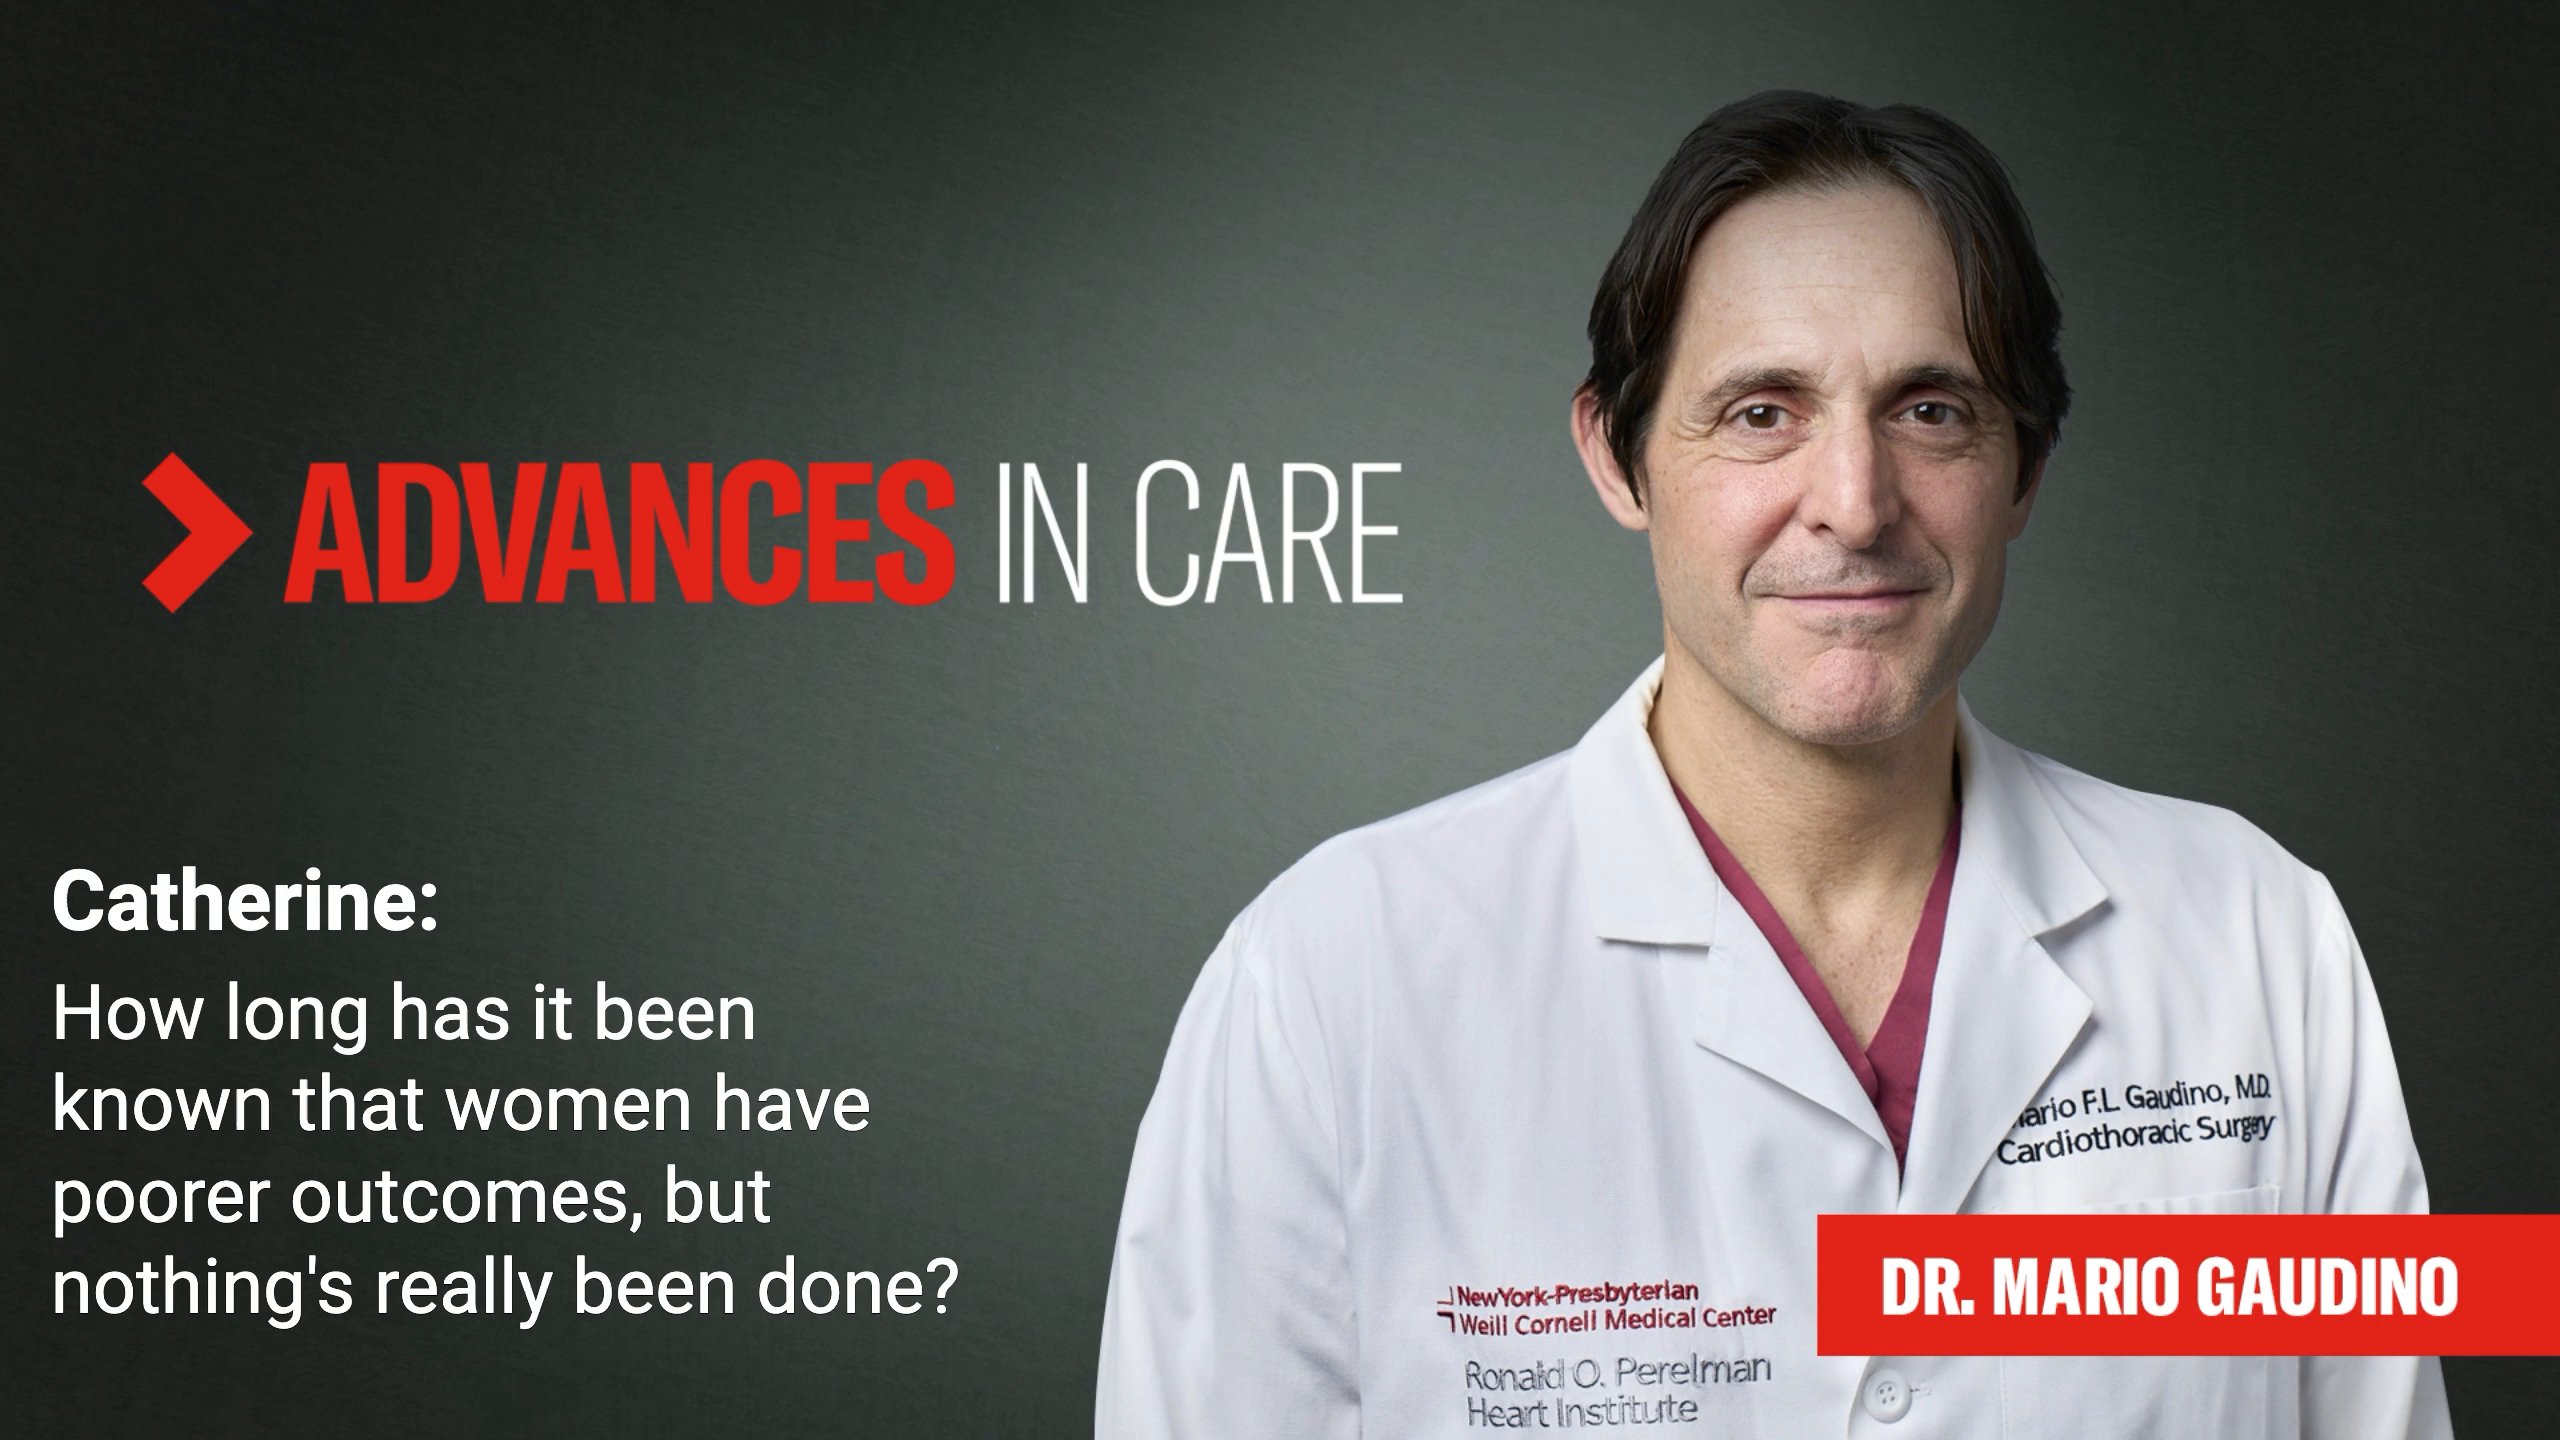 ADVANCES IN CARE
Catherine:
How long has it been
known that women have
poorer outcomes, but
nothing's really been done?
ario F.L. Gaudino, M.D.
Cardiothoracic Surgery
NewYork-Presbyterian
Weill Cornell Medical Center
Ronald O. Perelman
Heart Institute
DR. MARIO GAUDINO